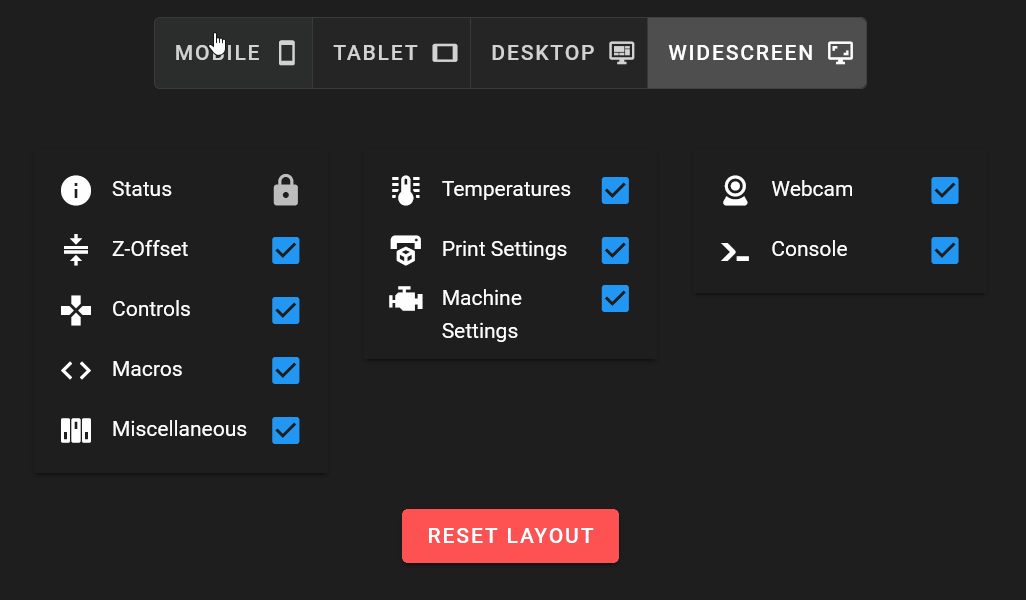 MOBILE
TABLET
DESKTOP
WIDESCREEN
Status
Z-Offset
Controls
Macros
Miscellaneous
Temperatures
Print Settings
Machine
Settings
Webcam
Console
RESET LAYOUT